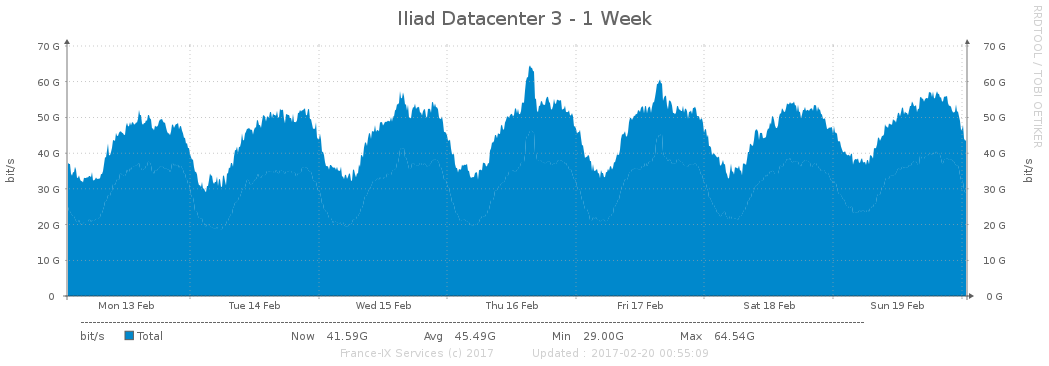 Iliad Datacenter 3 - 1 Week
RRDTOOL / TOBI OETIKER
70 G 70 G
60 G 60 G
50 G 50 G
40 G 40 G
30 G 30 G
20 G 20 G
10 G 10 G
0 0 G
bit/s bit/s
Mon 13 Feb Tue 14 Feb Wed 15 Feb Thu 16 Feb Fri 17 Feb Sat 18 Feb Sun 19 Feb
bit/s Total Now 41.59G Avg 45.49G Min 29.00G Max 64.54G
France-IX Services (c) 2017 Updated : 2017-02-20 00:55:09